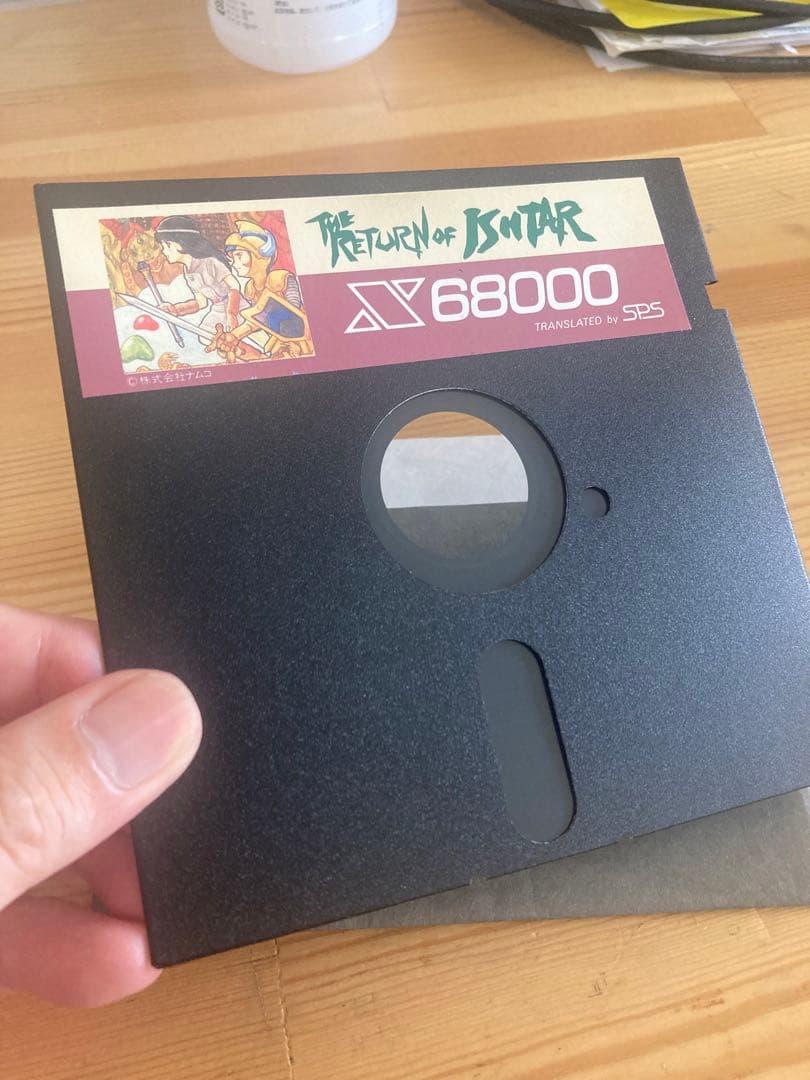 THE
RETURN OF ISHTAR
X68000
TRANSLATED by SPS
© 株式会社ナムコ